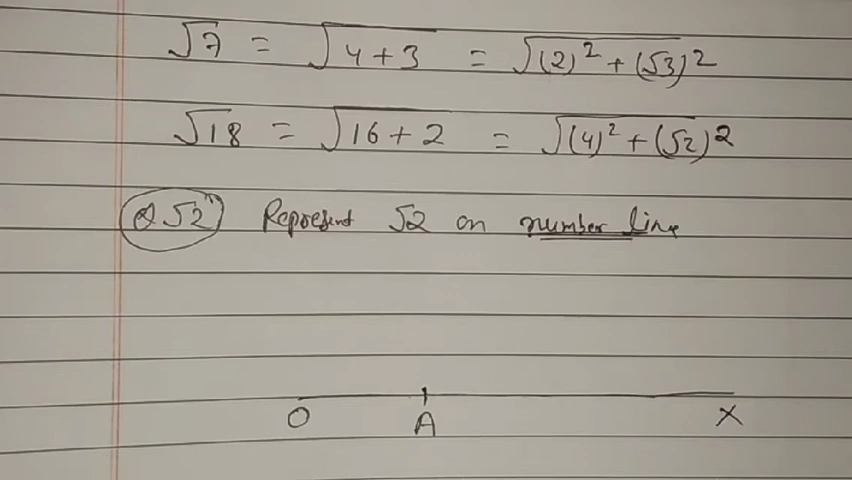 √7 = √4+3 = √(2)² + (√3)²
√18 = √16+2 = √(4)² + (√2)²
Q √2 Represent √2 on number line
O A X